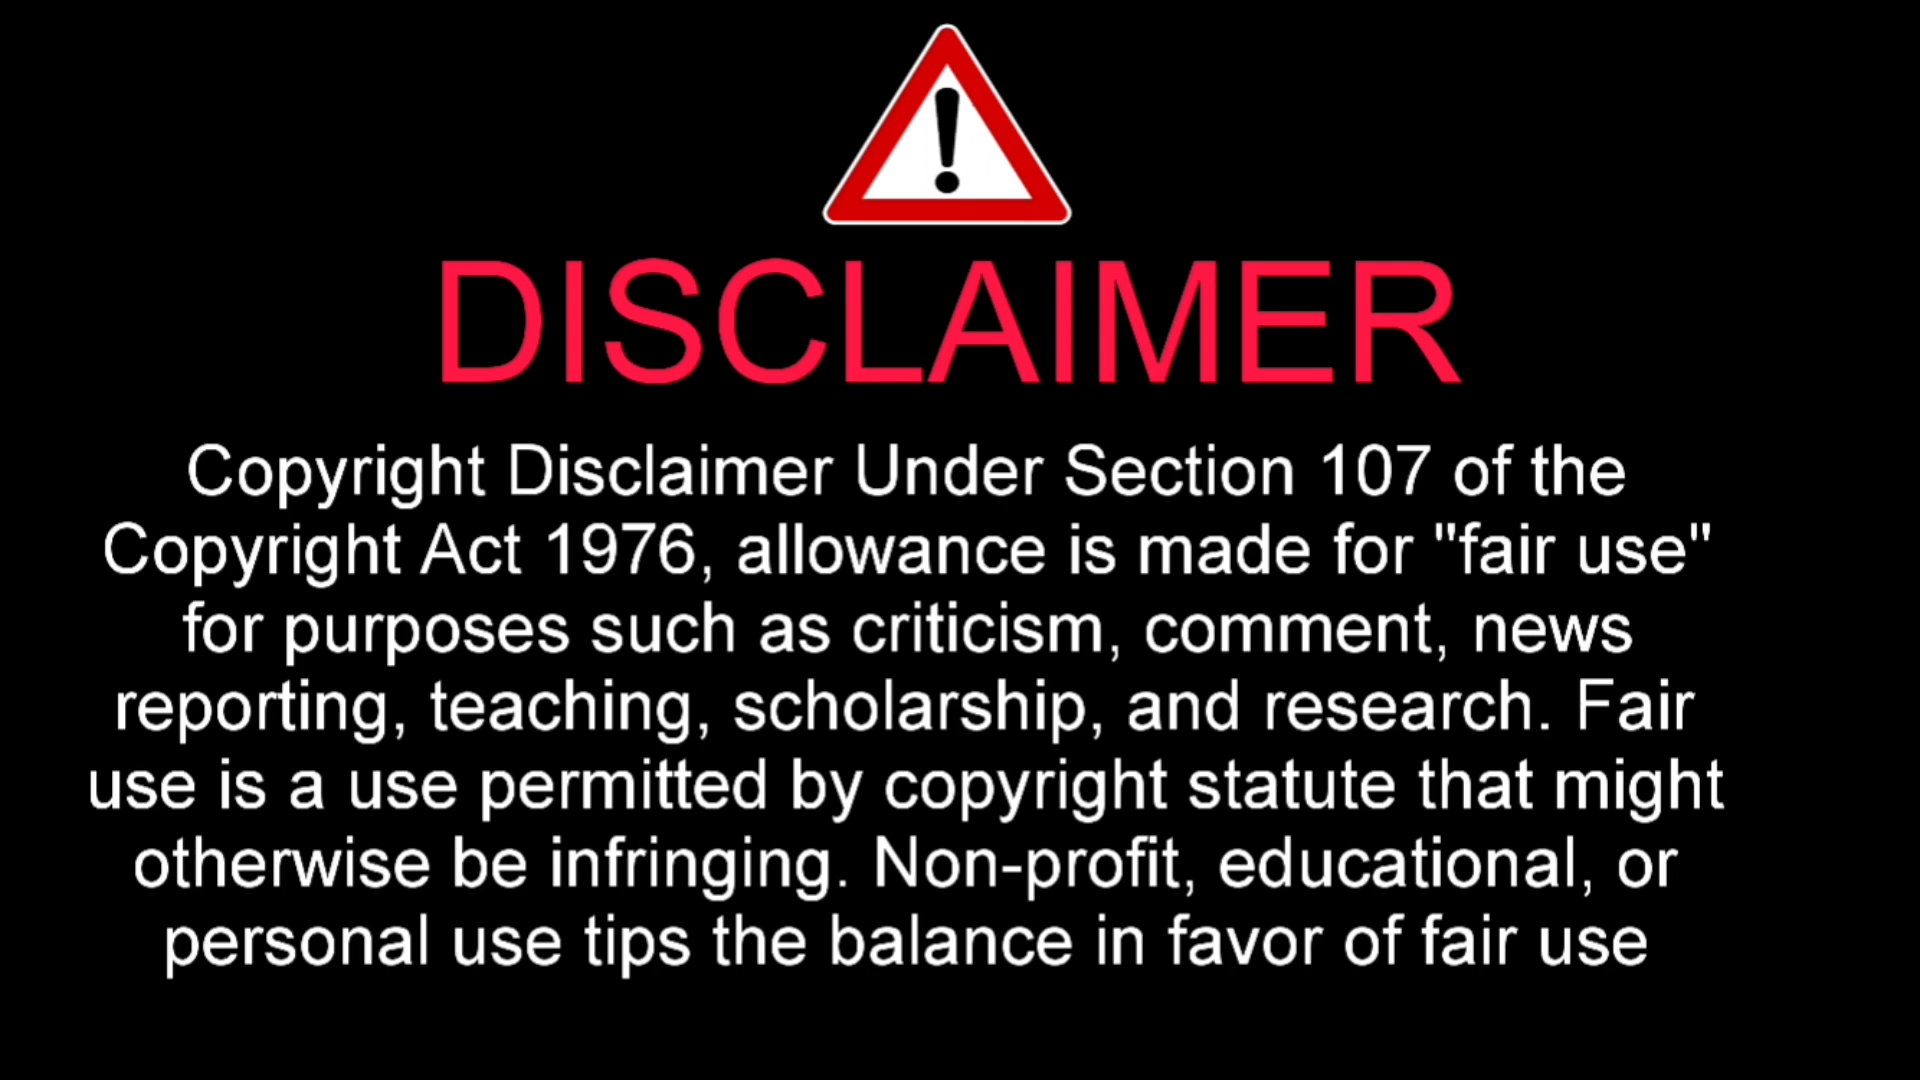 DISCLAIMER
Copyright Disclaimer Under Section 107 of the
Copyright Act 1976, allowance is made for "fair use"
for purposes such as criticism, comment, news
reporting, teaching, scholarship, and research. Fair
use is a use permitted by copyright statute that might
otherwise be infringing. Non-profit, educational, or
personal use tips the balance in favor of fair use